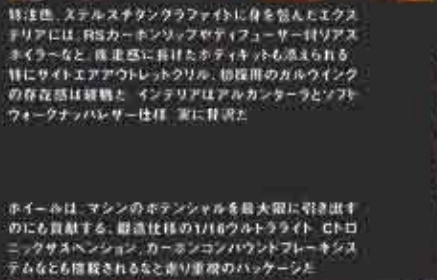 特注色、ステルスチタングラファイトに身を包んたエクス
テリアには、RSカーボンリップやディフューザー付リアス
ホイラーなど、疾走感に長けたボディキットも添えられる
特にサイドエアアウトレットグリル、初採用のガルウイング
の存在感は親戚た インテリアはアルカンターラとソフト
ウォークナッパレザー仕様 実に贅沢た
ホイールは、マシンのポテンシャルを最大限に引き出す
のにも貢献する、鍛造仕様の1/16ウルトラライト Cトロ
ニックサスペンション カーボンコンパウンドブレーキシス
テムなども搭載されるなど走り重視のパッケージだ